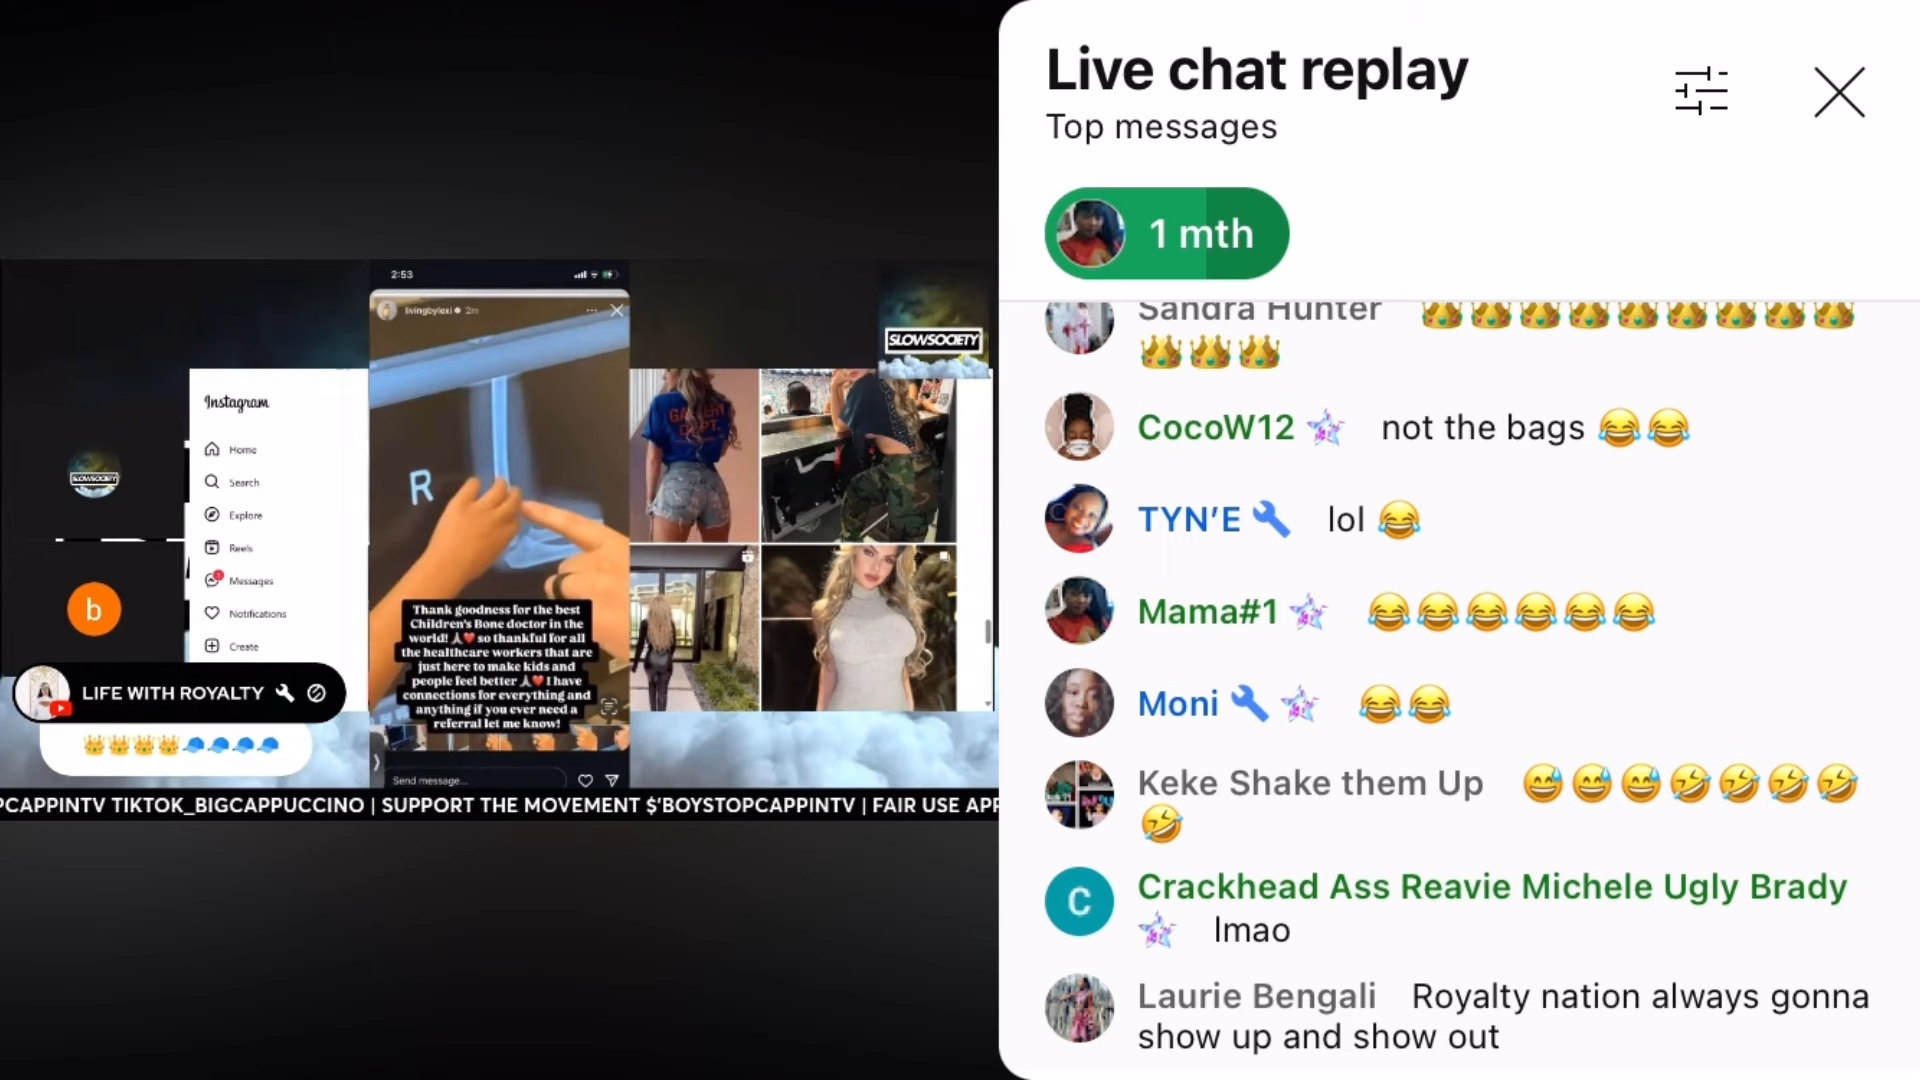 2:53
livingbylexi 2m
SLOWSOCIETY
Instagram
Home
Search
Explore
Reels
Messages
Notifications
Create
SLOWSOCIETY
b
R
GALLERY
DEPT.
Thank goodness for the best
Children's Bone doctor in the
world! 🙏🏼❤️ so thankful for all
the healthcare workers that are
just here to make kids and
people feel better 🙏🏼❤️ I have
connections for everything and
anything if you ever need a
referral let me know!
Send message...
LIFE WITH ROYALTY
👑👑👑👑🧢🧢🧢🧢
PCAPPINTV TIKTOK_BIGCAPPUCCINO | SUPPORT THE MOVEMENT $'BOYSTOPCAPPINTV | FAIR USE APP
Live chat replay
Top messages
1 mth
Sandra Hunter 👑👑👑👑👑👑👑👑👑
👑👑👑
CocoW12 not the bags 😂😂
TYN'E lol 😂
Mama#1 😂😂😂😂😂😂
Moni 😂😂
Keke Shake them Up 😅😅😅🤣🤣🤣🤣
🤣
C
Crackhead Ass Reavie Michele Ugly Brady
lmao
Laurie Bengali Royalty nation always gonna
show up and show out